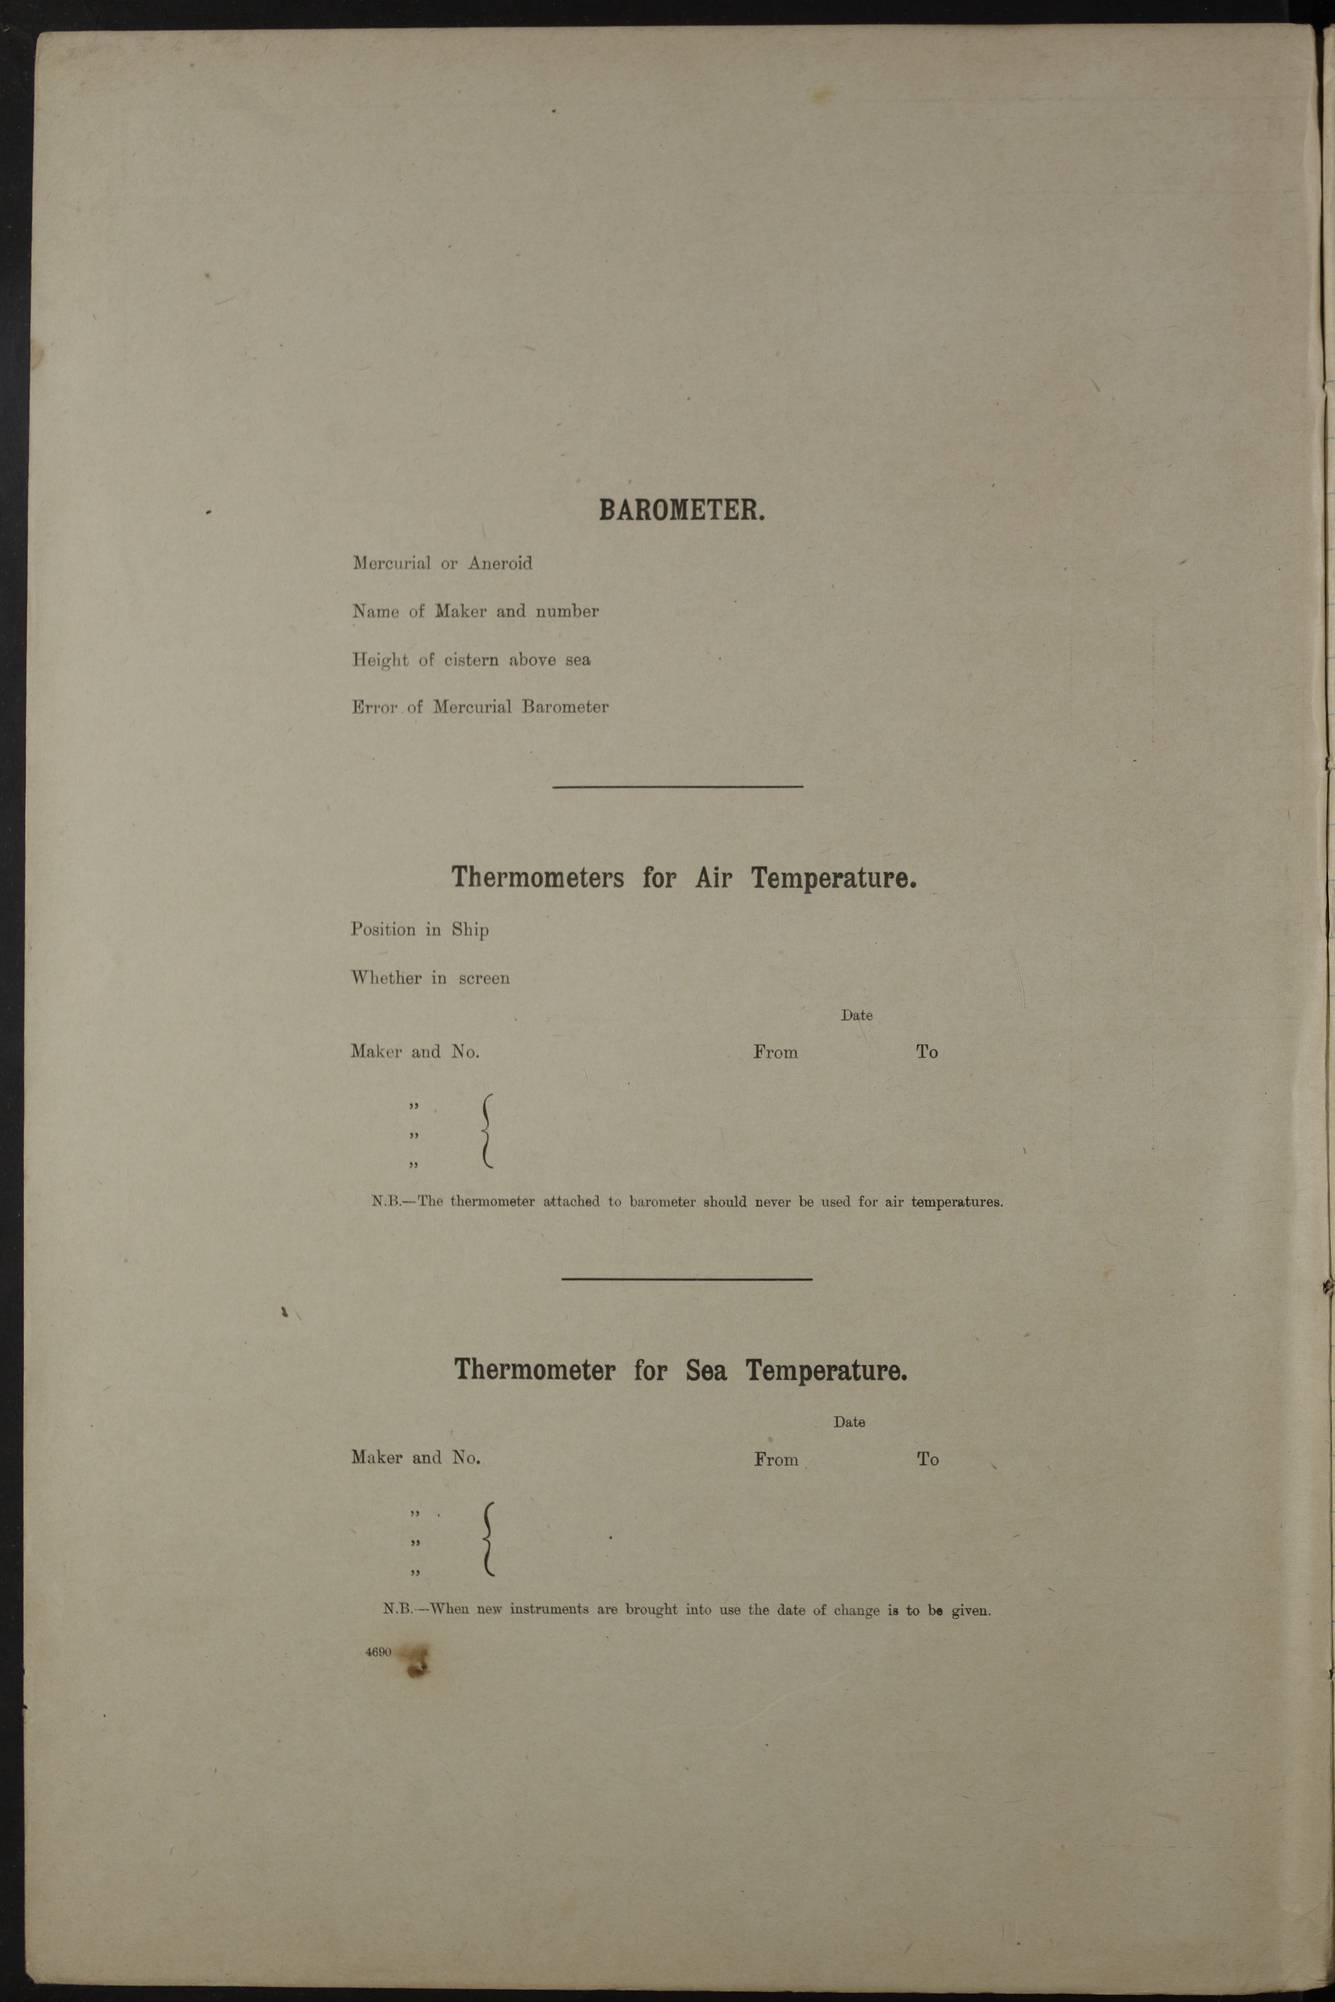 BAROMETER.
Mercurial or Aneroid
Name of Maker and number
Height of cistern above sea
Error of Mercurial Barometer
Thermometers for Air Temperature.
Position in Ship
Whether in screen
Date
Maker and No. From To
„
„
„
N.B.—The thermometer attached to barometer should never be used for air temperatures.
Thermometer for Sea Temperature.
Date
Maker and No. From To
„
„
„
N.B.—When new instruments are brought into use the date of change is to be given.
4690